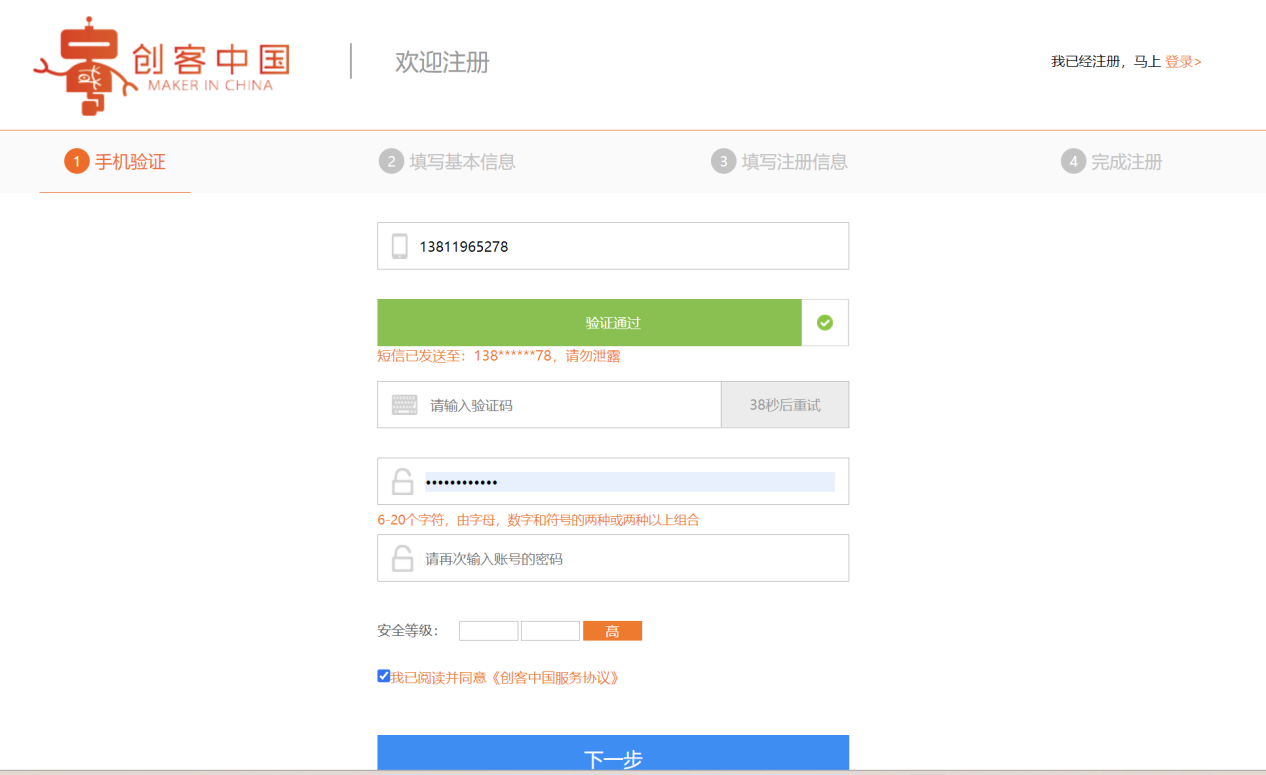 创客中国
MAKER IN CHINA
欢迎注册
我已经注册，马上 登录>
1 手机验证
2 填写基本信息
3 填写注册信息
4 完成注册
13811965278
验证通过
短信已发送至：138******78，请勿泄露
请输入验证码
38秒后重试
••••••••••••
6-20个字符，由字母，数字和符号的两种或两种以上组合
请再次输入账号的密码
安全等级：
高
我已阅读并同意《创客中国服务协议》
下一步